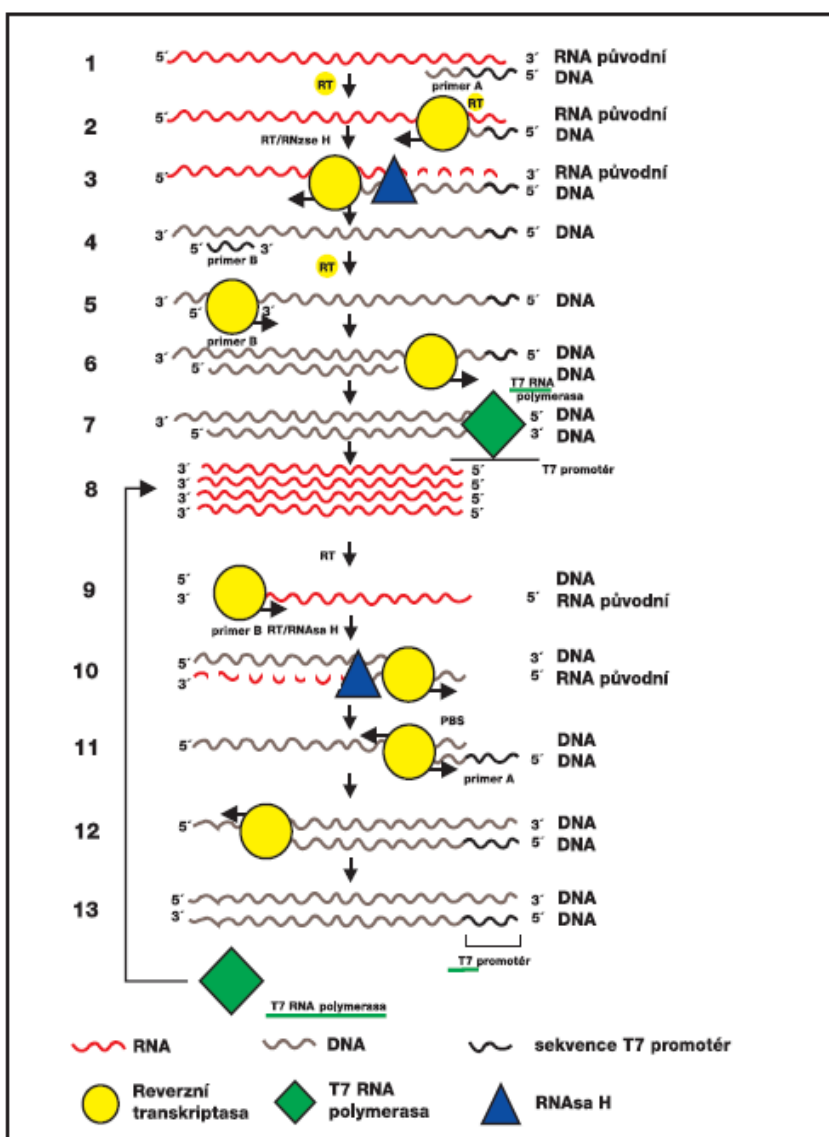 1 5´ 3´ RNA původní
5´ DNA
primer A
RT
RT
2 5´ RNA původní
5´ DNA
RT/RNzse H
3 5´ 3´ RNA původní
5´ DNA
4 3´ 5´ DNA
5´ 3´
primer B
RT
5 3´ 5´ DNA
5´ 3´
primer B
6 3´ 5´ DNA
5´ DNA
T7 RNA
polymerasa
7 3´ 5´ DNA
5´ 3´ DNA
T7 promotér
8 3´ 5´
3´ 5´
3´ 5´
3´ 5´
RT
9 5´ DNA
3´ 5´ RNA původní
primer B RT/RNAsa H
10 5´ 3´ DNA
3´ 5´ RNA původní
PBS
11 5´ DNA
5´ DNA
primer A
12 5´ 3´ DNA
5´ DNA
13 5´ 3´ DNA
3´ 5´ DNA
T7 promotér
T7 RNA polymerasa
RNA DNA sekvence T7 promotér
Reverzní
transkriptasa
T7 RNA
polymerasa
RNAsa H